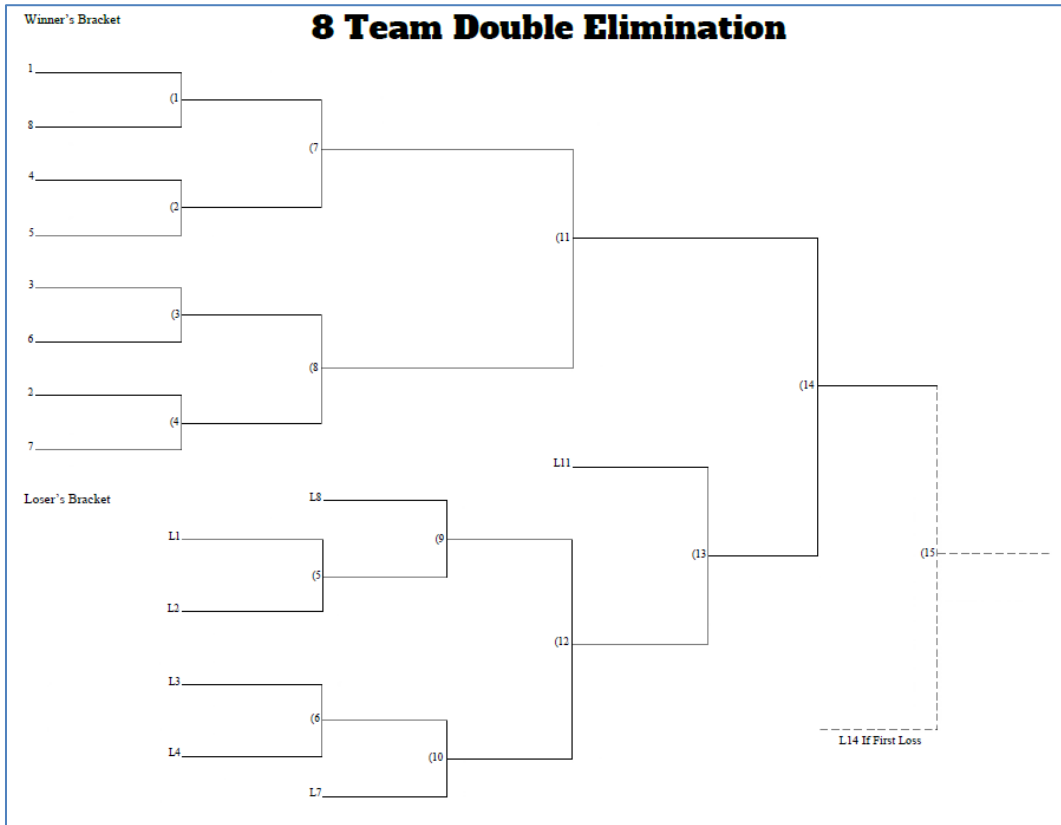 Winner's Bracket
8 Team Double Elimination
1
(1
8
(7
4
(2
5
(11
3
(3
6
(8
2
(14
(4
7
L11
Loser's Bracket
L8
L1
(9
(13
(15
(5
L2
(12
L3
(6
L14 If First Loss
L4
(10
L7